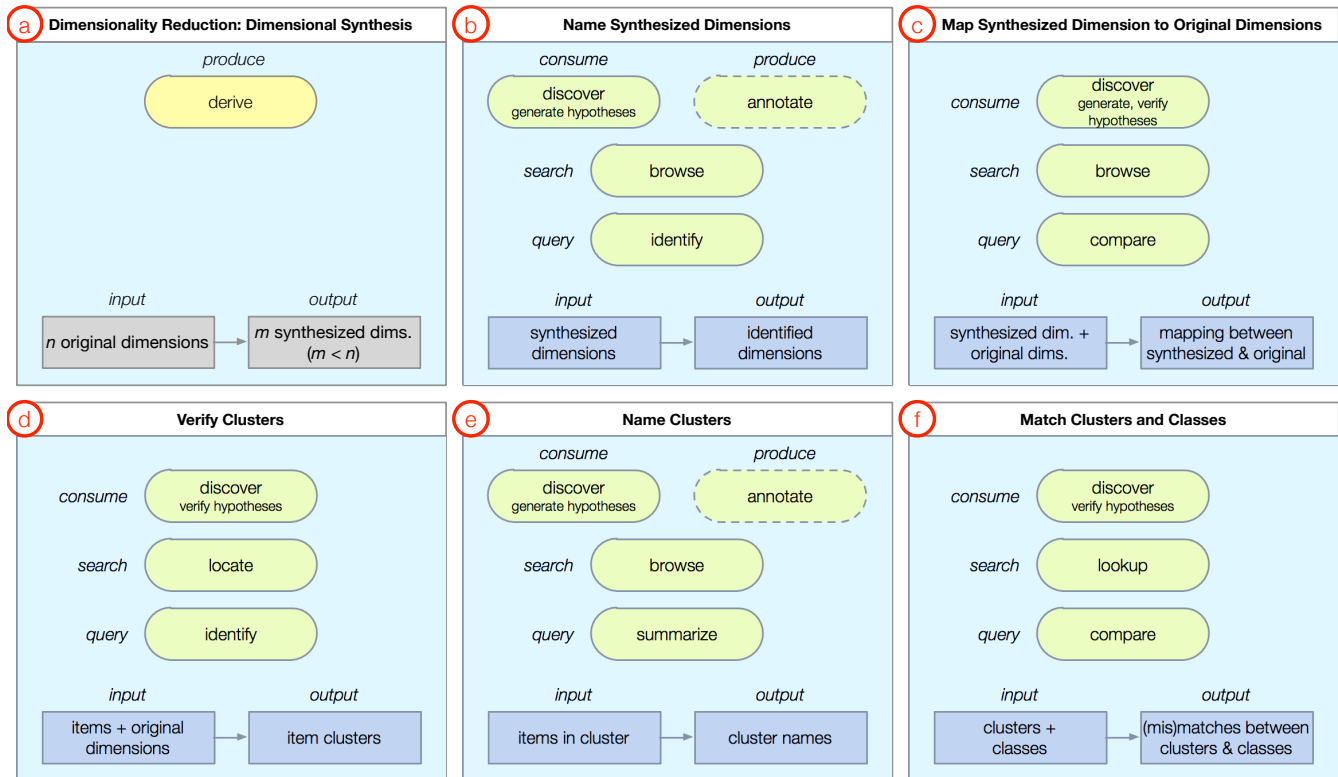 a
Dimensionality Reduction: Dimensional Synthesis
produce
derive
input
output
n original dimensions
m synthesized dims.
(m < n)
b
Name Synthesized Dimensions
consume
produce
discover
generate hypotheses
annotate
search
browse
query
identify
input
output
synthesized
dimensions
identified
dimensions
c
Map Synthesized Dimension to Original Dimensions
consume
discover
generate, verify
hypotheses
search
browse
query
compare
input
output
synthesized dim. +
original dims.
mapping between
synthesized & original
d
Verify Clusters
consume
discover
verify hypotheses
search
locate
query
identify
input
output
items + original
dimensions
item clusters
e
Name Clusters
consume
produce
discover
generate hypotheses
annotate
search
browse
query
summarize
input
output
items in cluster
cluster names
f
Match Clusters and Classes
consume
discover
verify hypotheses
search
lookup
query
compare
input
output
clusters +
classes
(mis)matches between
clusters & classes